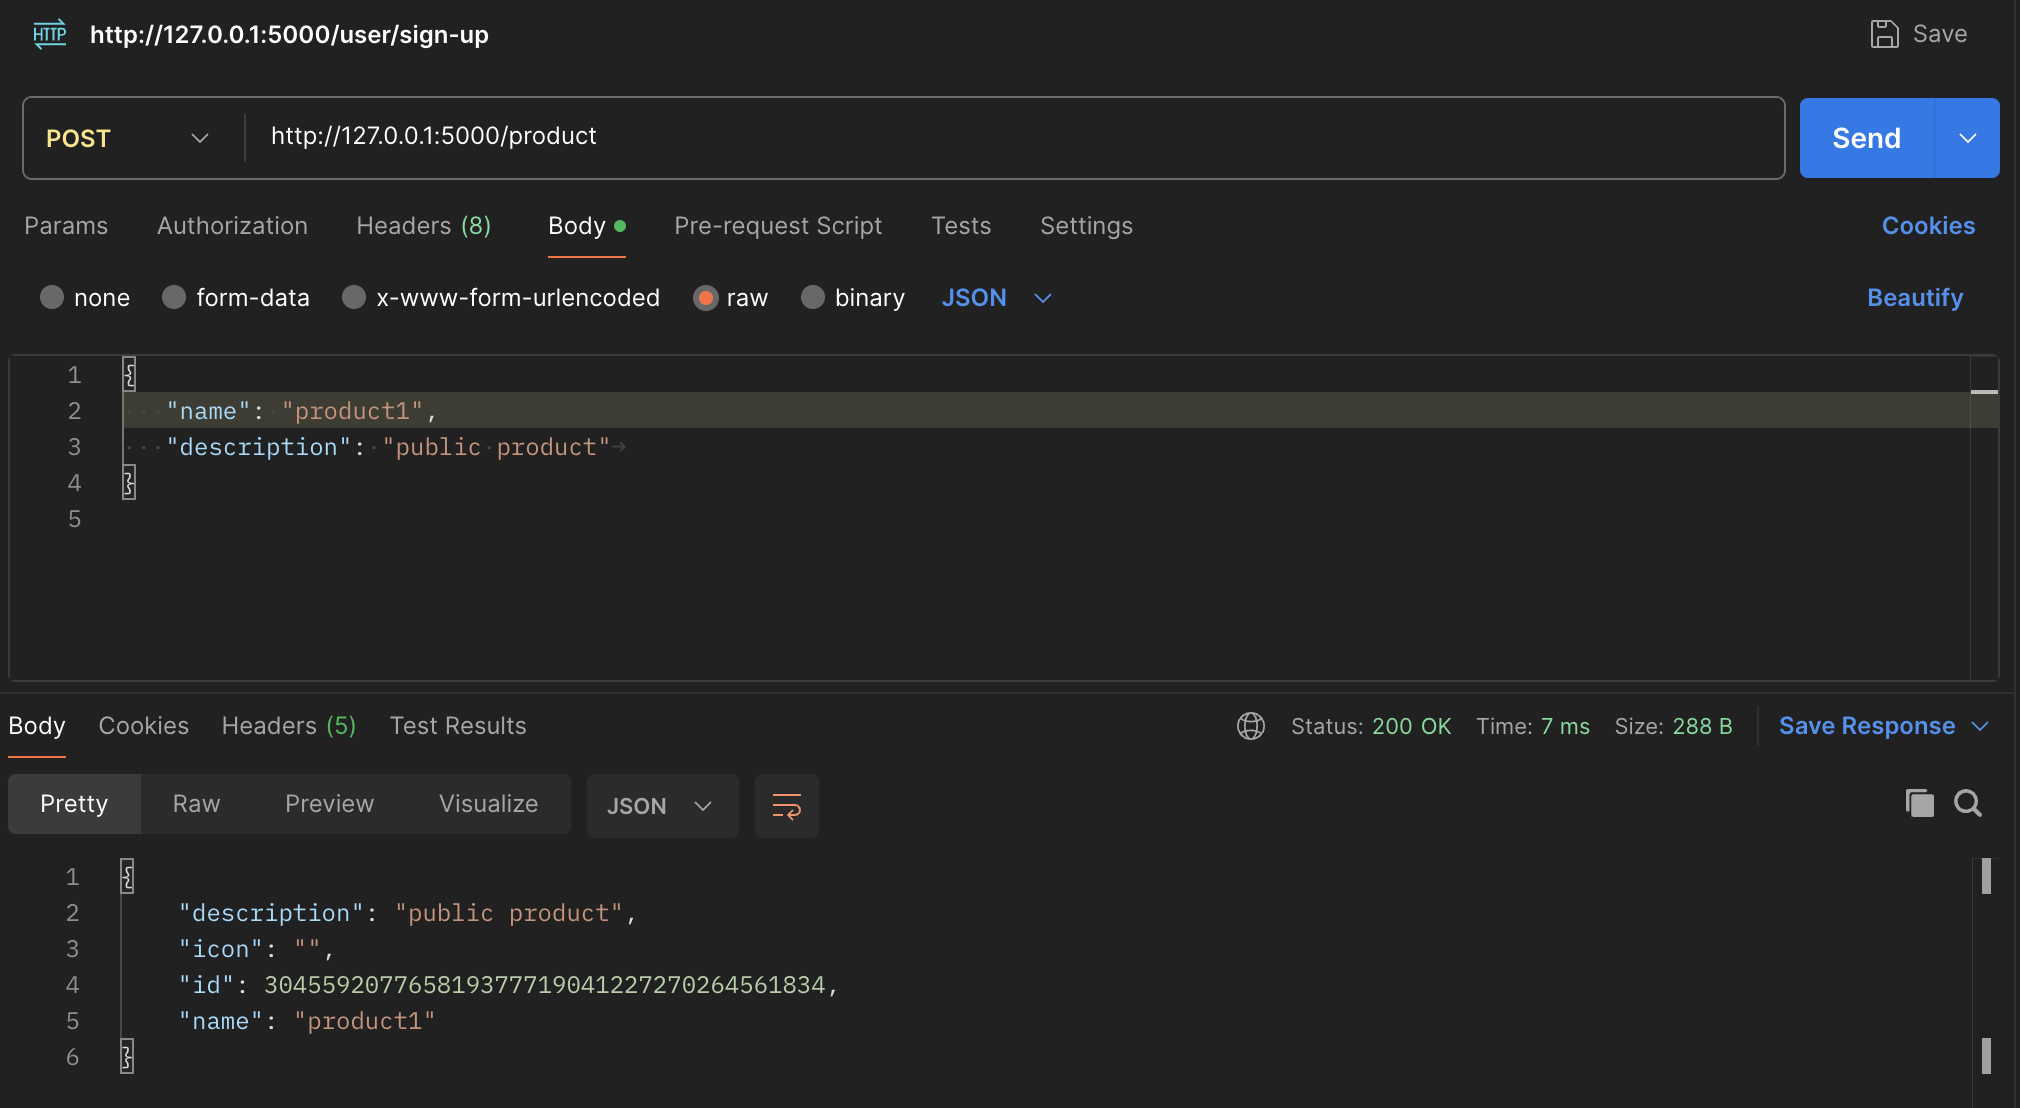 HTTP http://127.0.0.1:5000/user/sign-up Save
POST http://127.0.0.1:5000/product Send
Params Authorization Headers (8) Body Pre-request Script Tests Settings Cookies
none form-data x-www-form-urlencoded raw binary JSON Beautify
1 {
2 "name": "product1",
3 "description": "public product"
4 }
5
Body Cookies Headers (5) Test Results Status: 200 OK Time: 7 ms Size: 288 B Save Response
Pretty Raw Preview Visualize JSON
1 {
2 "description": "public product",
3 "icon": "",
4 "id": 304559207765819377719041227270264561834,
5 "name": "product1"
6 }